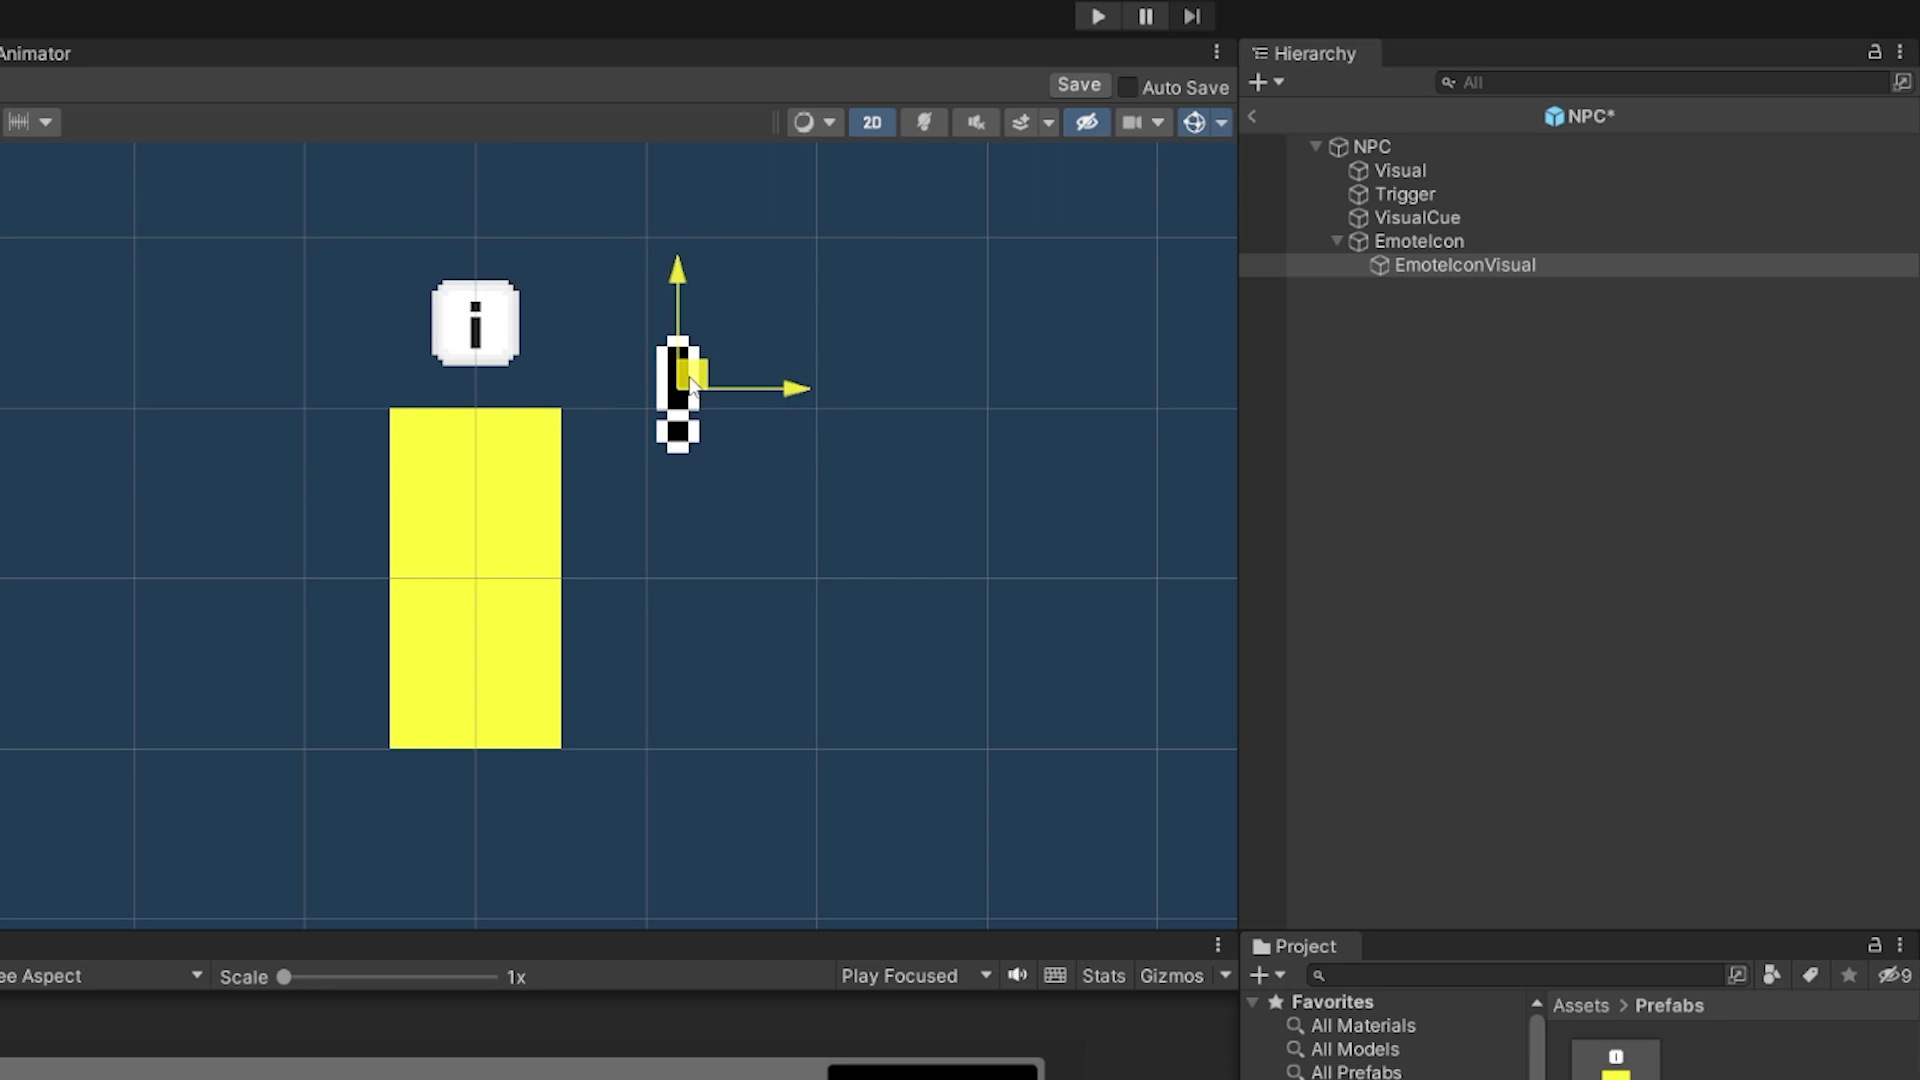 Animator
Hierarchy
Save
Auto Save
All
2D
NPC*
NPC
Visual
Trigger
VisualCue
EmoteIcon
EmoteIconVisual
i
Project
ee Aspect
Scale
1x
Play Focused
Stats
Gizmos
9
Favorites
Assets > Prefabs
All Materials
All Models
All Prefabs